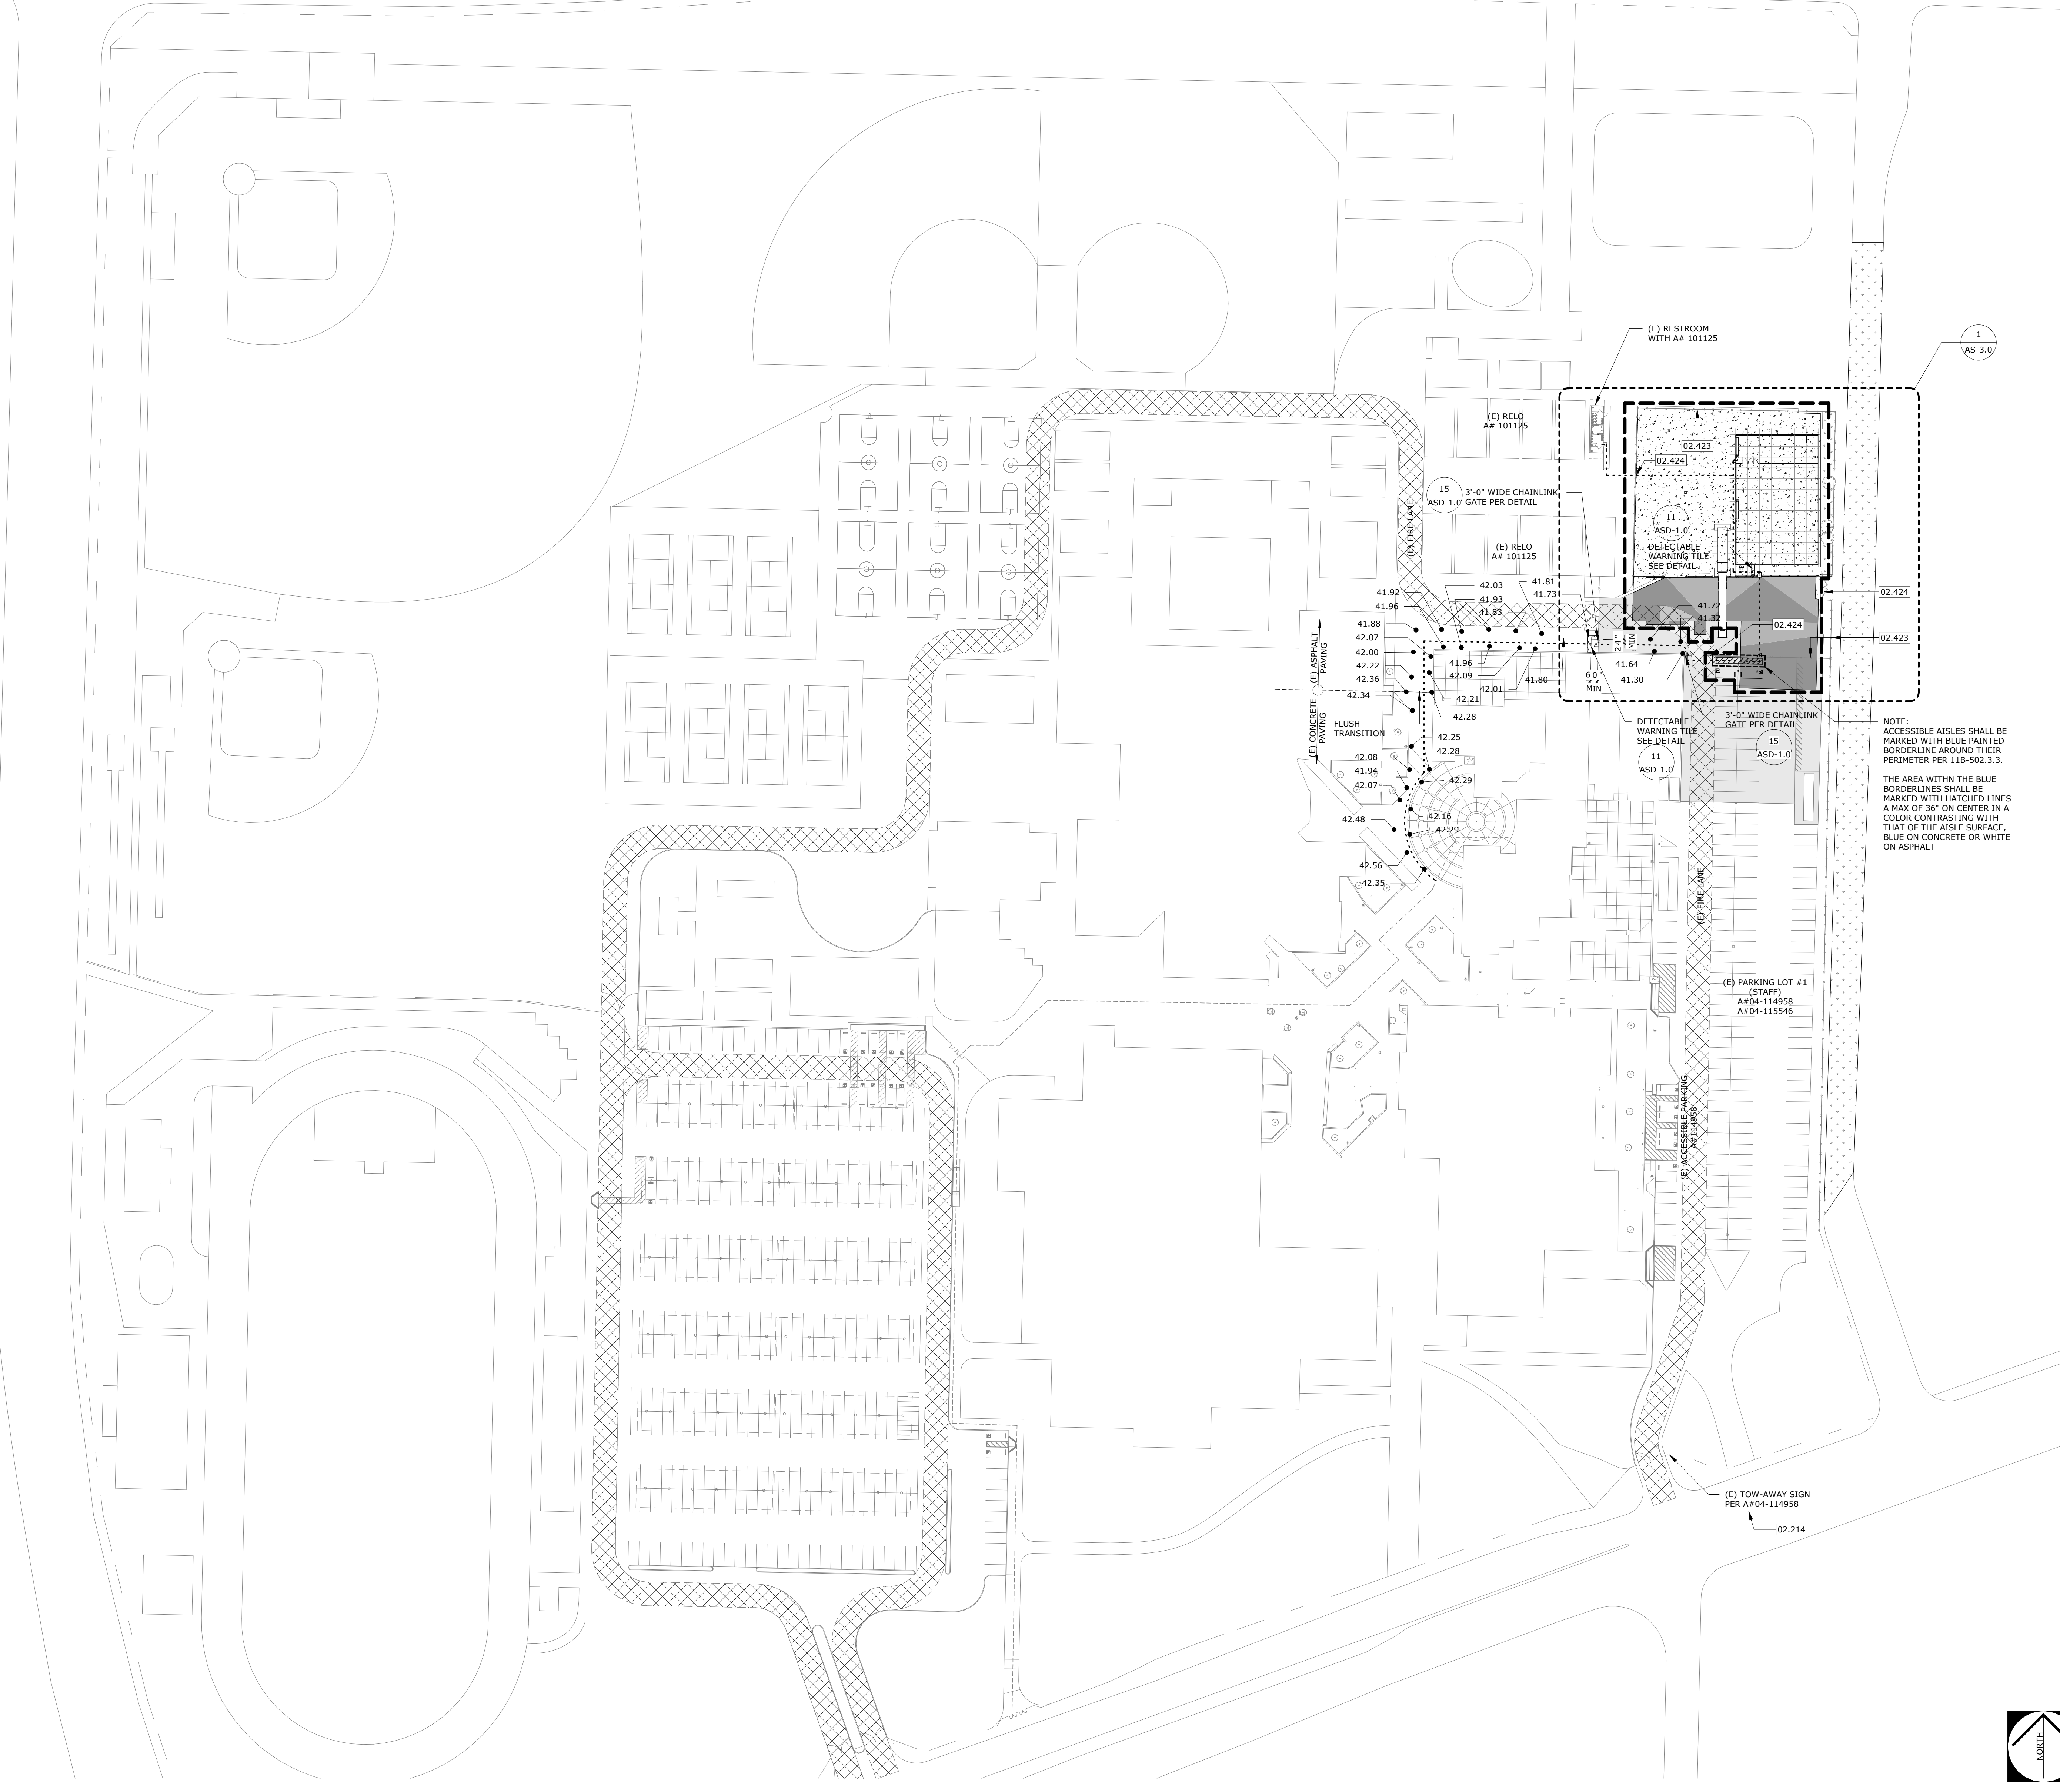 (E) RESTROOM
WITH A# 101125
1
AS-3.0
(E) RELO
A# 101125
02.423
02.424
15
ASD-1.0
3'-0" WIDE CHAINLINK
GATE PER DETAIL
(E) FIRE LANE
11
ASD-1.0
(E) RELO
A# 101125
DETECTABLE
WARNING TILE
SEE DETAIL
42.03
41.81
41.92
41.93
41.73
41.96
41.83
41.72
41.88
41.32
42.07
02.424
02.424
02.423
24"
MIN
42.00
41.96
41.64
42.22
42.09
60"
MIN
42.36
42.01
41.80
41.30
42.34
42.21
42.28
(E) ASPHALT
PAVING
(E) CONCRETE
PAVING
FLUSH
TRANSITION
42.25
42.28
42.08
41.94
42.29
42.07
42.16
42.48
42.29
42.56
42.35
DETECTABLE
WARNING TILE
SEE DETAIL
11
ASD-1.0
3'-0" WIDE CHAINLINK
GATE PER DETAIL
15
ASD-1.0
NOTE:
ACCESSIBLE AISLES SHALL BE
MARKED WITH BLUE PAINTED
BORDERLINE AROUND THEIR
PERIMETER PER 11B-502.3.3.
THE AREA WITHN THE BLUE
BORDERLINES SHALL BE
MARKED WITH HATCHED LINES
A MAX OF 36" ON CENTER IN A
COLOR CONTRASTING WITH
THAT OF THE AISLE SURFACE,
BLUE ON CONCRETE OR WHITE
ON ASPHALT
(E) FIRE LANE
(E) PARKING LOT #1
(STAFF)
A#04-114958
A#04-115546
(E) ACCESSIBLE PARKING
A#114958
(E) TOW-AWAY SIGN
PER A#04-114958
02.214
NORTH